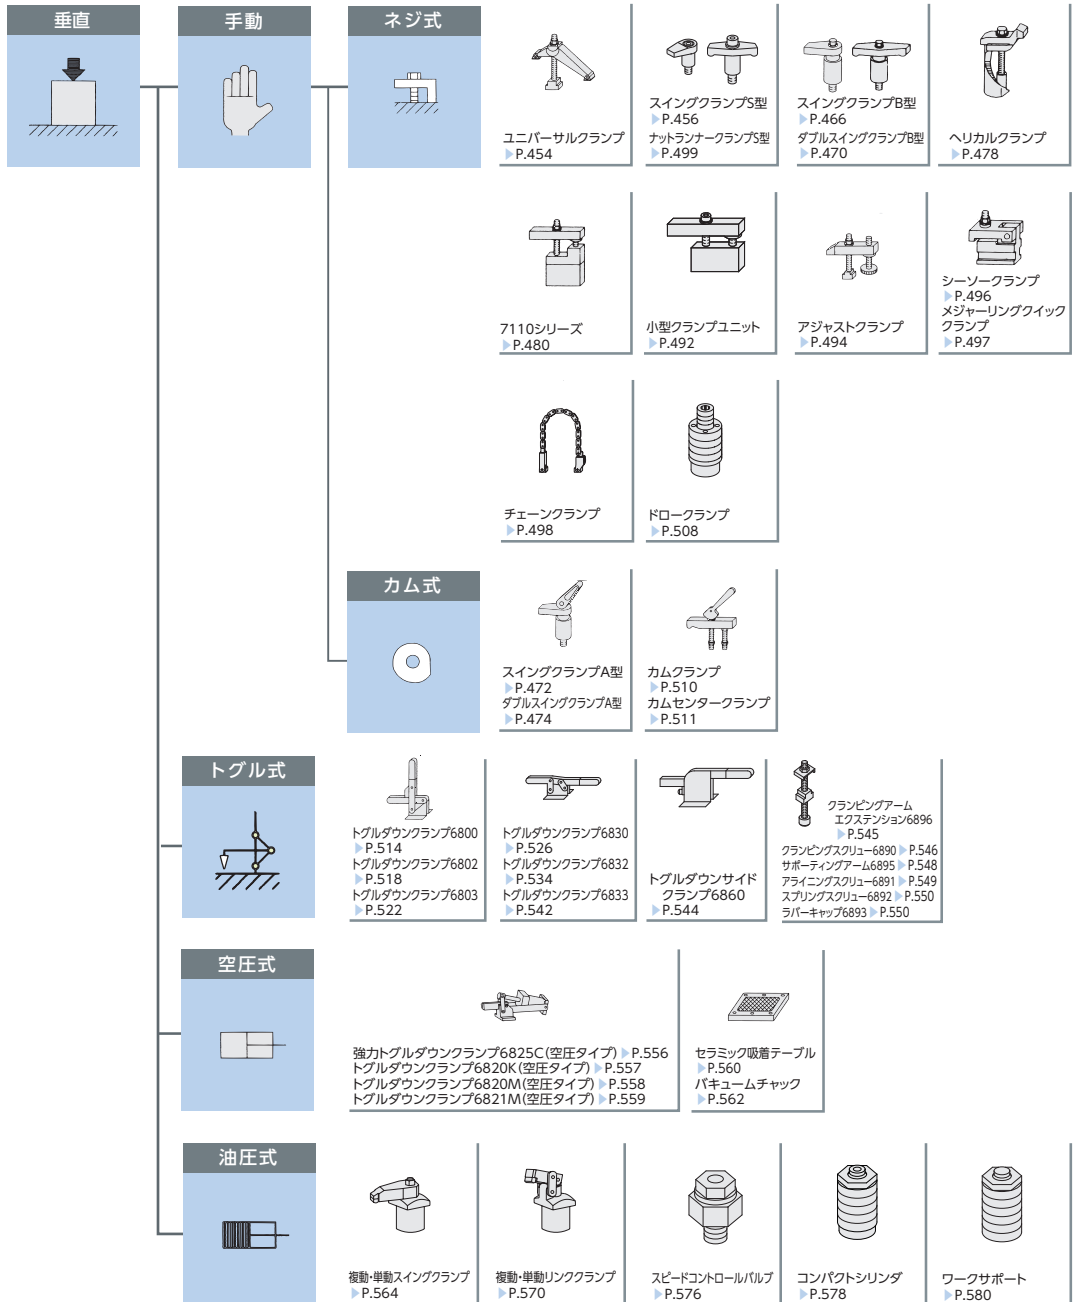 垂直
手動
ネジ式
ユニバーサルクランプ
▶P.454
スイングクランプS型
▶P.456
ナットランナークランプS型
▶P.499
スイングクランプB型
▶P.466
ダブルスイングクランプB型
▶P.470
ヘリカルクランプ
▶P.478
7110シリーズ
▶P.480
小型クランプユニット
▶P.492
アジャストクランプ
▶P.494
シーソークランプ
▶P.496
メジャーリングクイック
クランプ
▶P.497
チェーンクランプ
▶P.498
ドロークランプ
▶P.508
カム式
スイングクランプA型
▶P.472
ダブルスイングクランプA型
▶P.474
カムクランプ
▶P.510
カムセンタークランプ
▶P.511
トグル式
トグルダウンクランプ6800
▶P.514
トグルダウンクランプ6802
▶P.518
トグルダウンクランプ6803
▶P.522
トグルダウンクランプ6830
▶P.526
トグルダウンクランプ6832
▶P.534
トグルダウンクランプ6833
▶P.542
トグルダウンサイド
クランプ6860
▶P.544
クランピングアーム
エクステンション6896
▶P.545
クランピングスクリュー6890▶P.546
サポーティングアーム6895▶P.548
アライニングスクリュー6891▶P.549
スプリングスクリュー6892▶P.550
ラバーキャップ6893▶P.550
空圧式
強力トグルダウンクランプ6825C(空圧タイプ)▶P.556
トグルダウンクランプ6820K(空圧タイプ)▶P.557
トグルダウンクランプ6820M(空圧タイプ)▶P.558
トグルダウンクランプ6821M(空圧タイプ)▶P.559
セラミック吸着テーブル
▶P.560
バキュームチャック
▶P.562
油圧式
複動・単動スイングクランプ
▶P.564
複動・単動リンククランプ
▶P.570
スピードコントロールバルブ
▶P.576
コンパクトシリンダ
▶P.578
ワークサポート
▶P.580